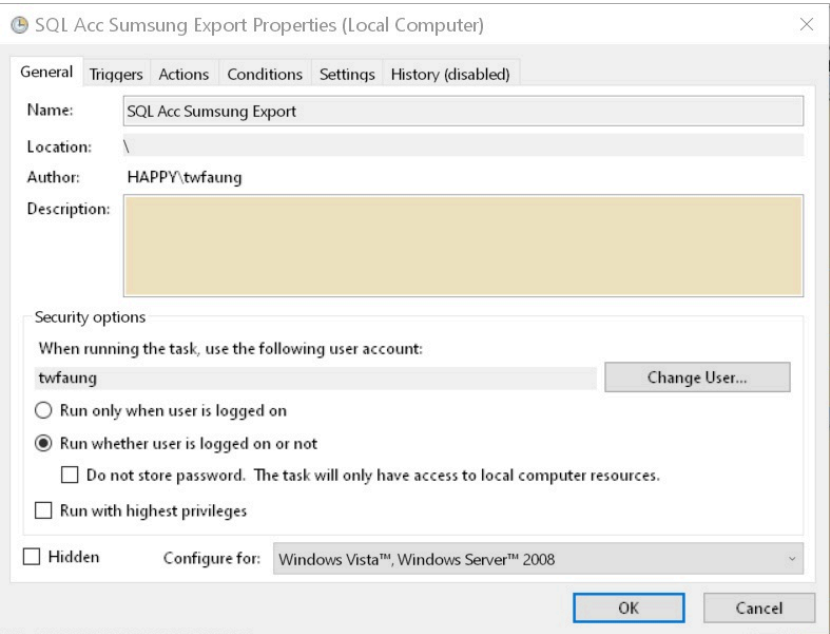 SQL Acc Sumsung Export Properties (Local Computer)
General Triggers Actions Conditions Settings History (disabled)
Name: SQL Acc Sumsung Export
Location: \
Author: HAPPY\twfaung
Description:
Security options
When running the task, use the following user account:
twfaung Change User...
Run only when user is logged on
Run whether user is logged on or not
Do not store password. The task will only have access to local computer resources.
Run with highest privileges
Hidden Configure for: Windows Vista™, Windows Server™ 2008
OK Cancel